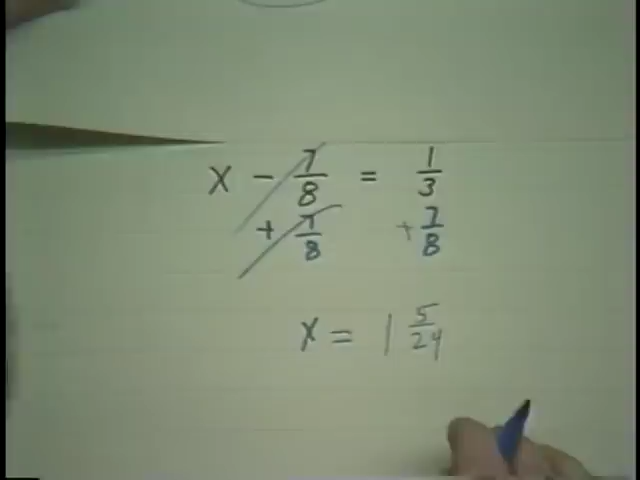 x - 7/8 = 1/3
+ 7/8 + 7/8
x = 1 5/24